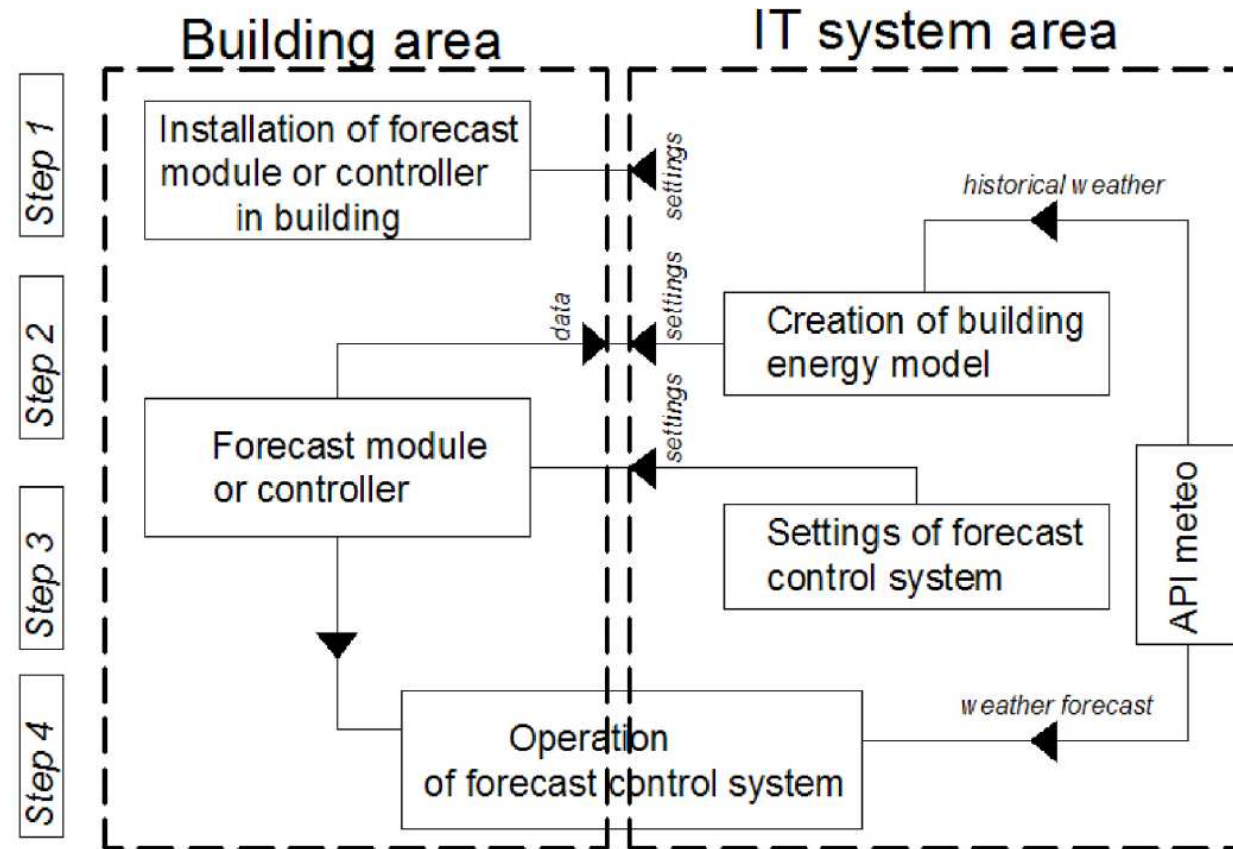 Building area
IT system area
Step 1
Installation of forecast
module or controller
in building
settings
historical weather
Step 2
data
settings
Creation of building
energy model
Forecast module
or controller
settings
Step 3
Settings of forecast
control system
API meteo
Step 4
Operation
of forecast control system
weather forecast